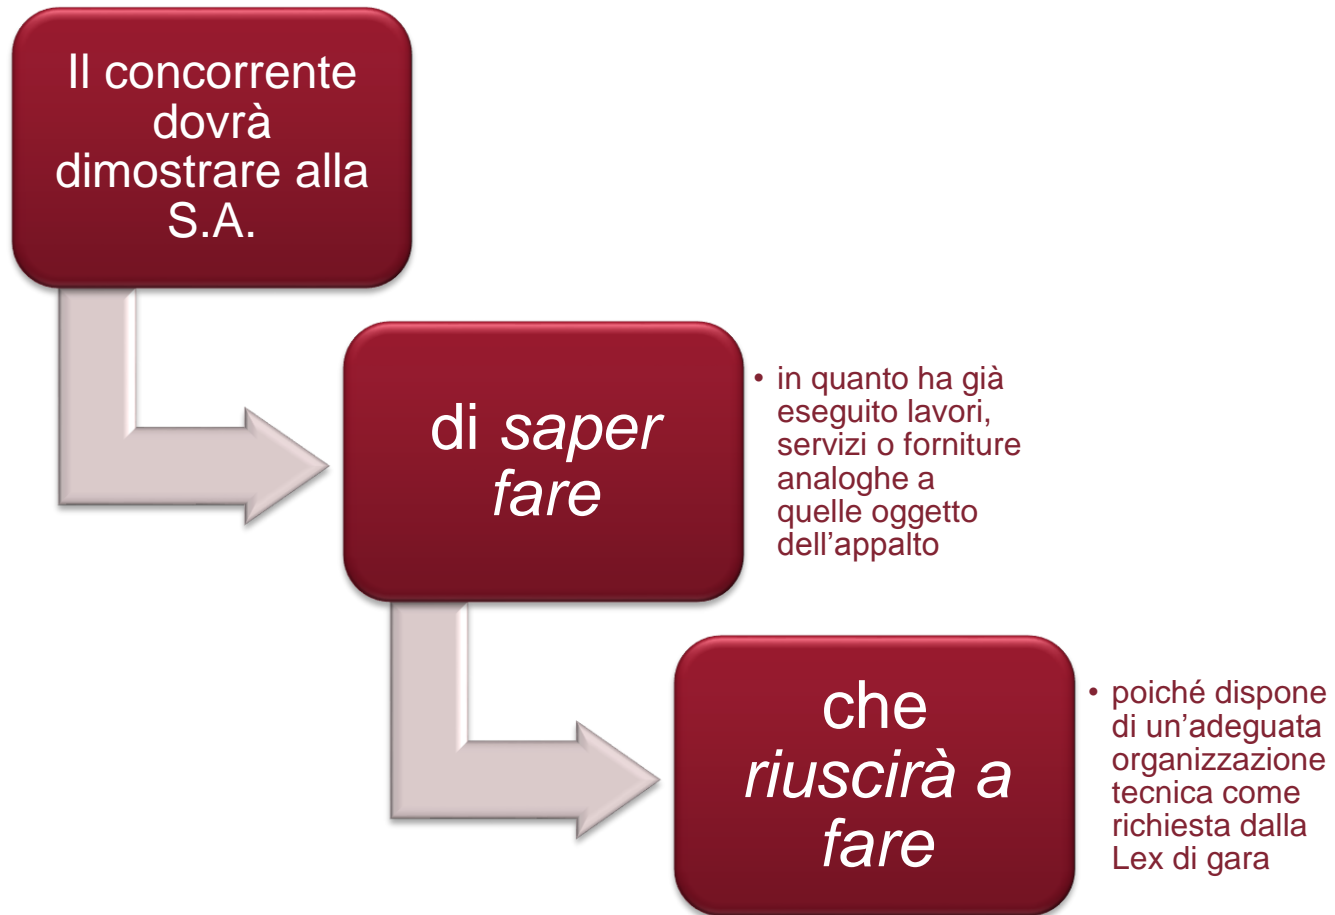 Il concorrente
dovrà
dimostrare alla
S.A.
di saper
fare
• in quanto ha già
eseguito lavori,
servizi o forniture
analoghe a
quelle oggetto
dell’appalto
che
riuscirà a
fare
• poiché dispone
di un’adeguata
organizzazione
tecnica come
richiesta dalla
Lex di gara